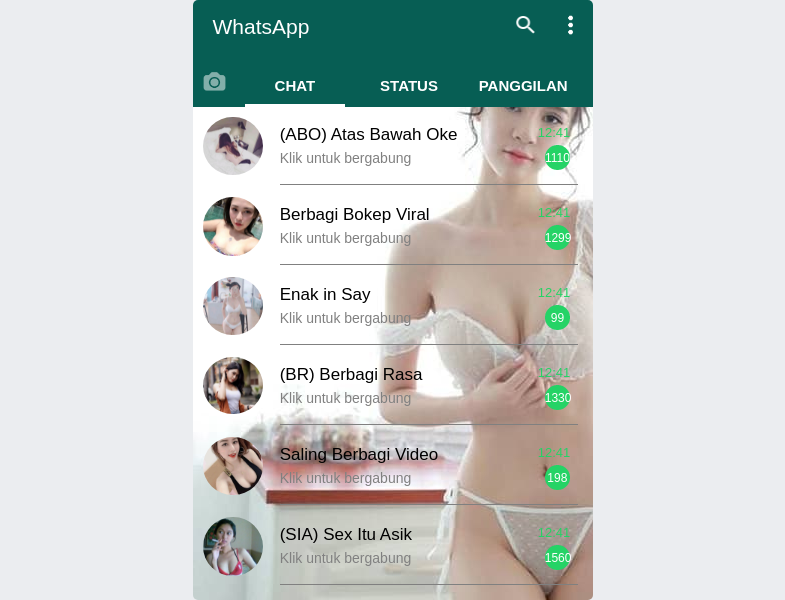 WhatsApp
CHAT STATUS PANGGILAN
(ABO) Atas Bawah Oke 12:41
Klik untuk bergabung 1110
Berbagi Bokep Viral 12:41
Klik untuk bergabung 1299
Enak in Say 12:41
Klik untuk bergabung 99
(BR) Berbagi Rasa 12:41
Klik untuk bergabung 1330
Saling Berbagi Video 12:41
Klik untuk bergabung 198
(SIA) Sex Itu Asik 12:41
Klik untuk bergabung 1560